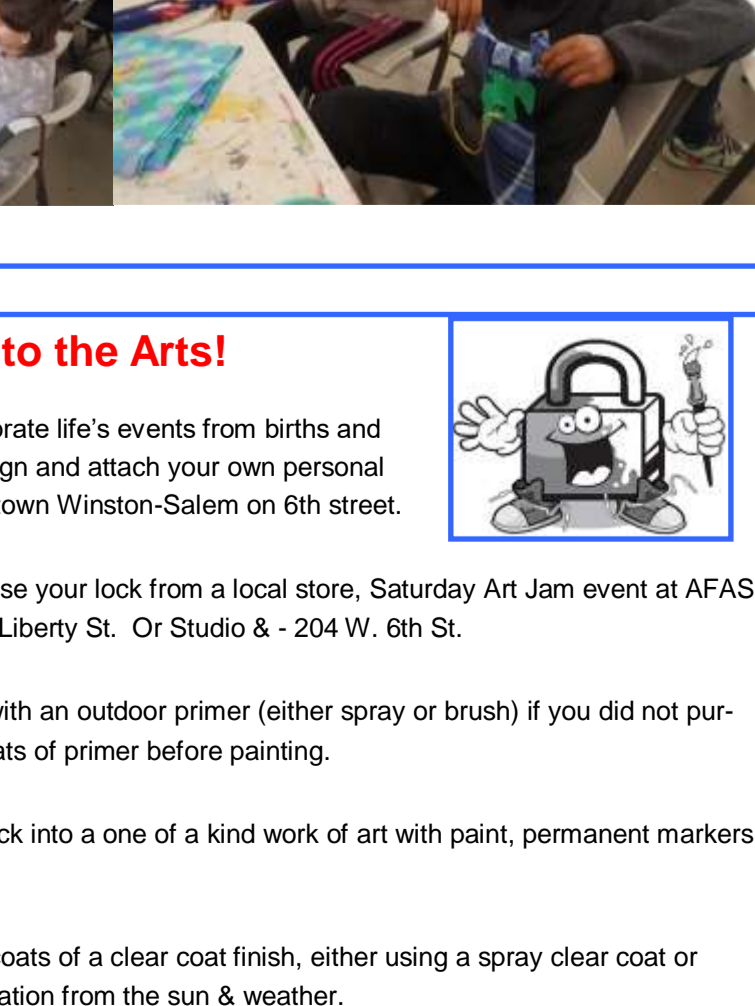 to the Arts!
orate life’s events from births and
gn and attach your own personal
town Winston-Salem on 6th street.
se your lock from a local store, Saturday Art Jam event at AFAS
Liberty St.  Or Studio & - 204 W. 6th St.
with an outdoor primer (either spray or brush) if you did not pur-
ats of primer before painting.
ck into a one of a kind work of art with paint, permanent markers
coats of a clear coat finish, either using a spray clear coat or
ation from the sun & weather.